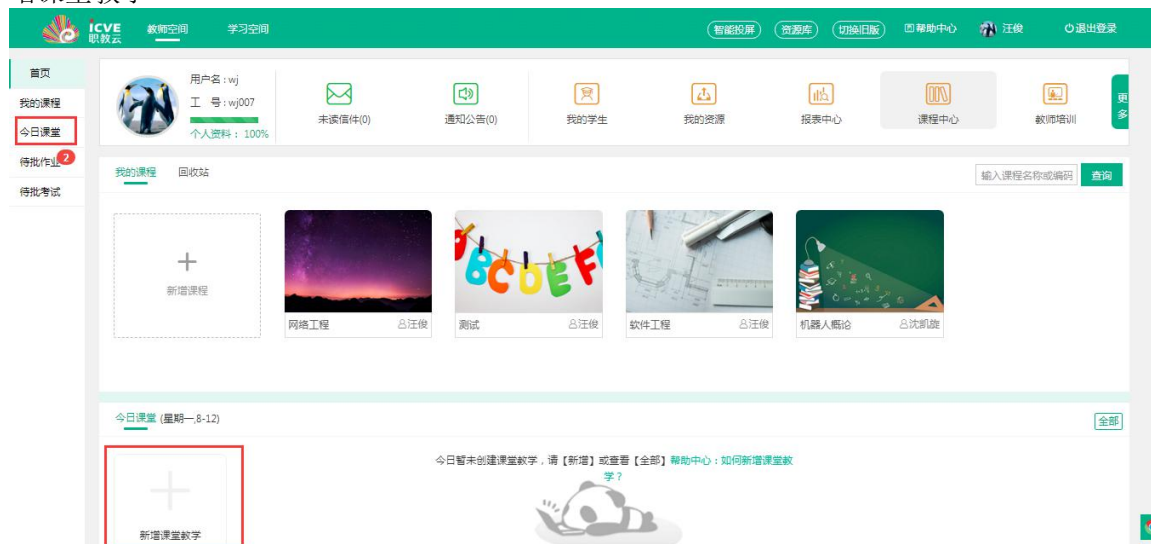 iCVE
职教云
教师空间
学习空间
智能投屏
资源库
切换旧版
帮助中心
汪俊
退出登录
首页
我的课程
今日课堂
待批作业
2
待批考试
用户名：wj
工 号：wj007
个人资料： 100%
未读信件(0)
通知公告(0)
我的学生
我的资源
报表中心
课程中心
教师培训
更多
我的课程
回收站
输入课程名称或编码
查询
新增课程
ABCDEF
网络工程
汪俊
测试
汪俊
软件工程
汪俊
机器人概论
沈凯旋
今日课堂 (星期一,8-12)
全部
新增课堂教学
今日暂未创建课堂教学，请【新增】或查看【全部】帮助中心：如何新增课堂教
学？